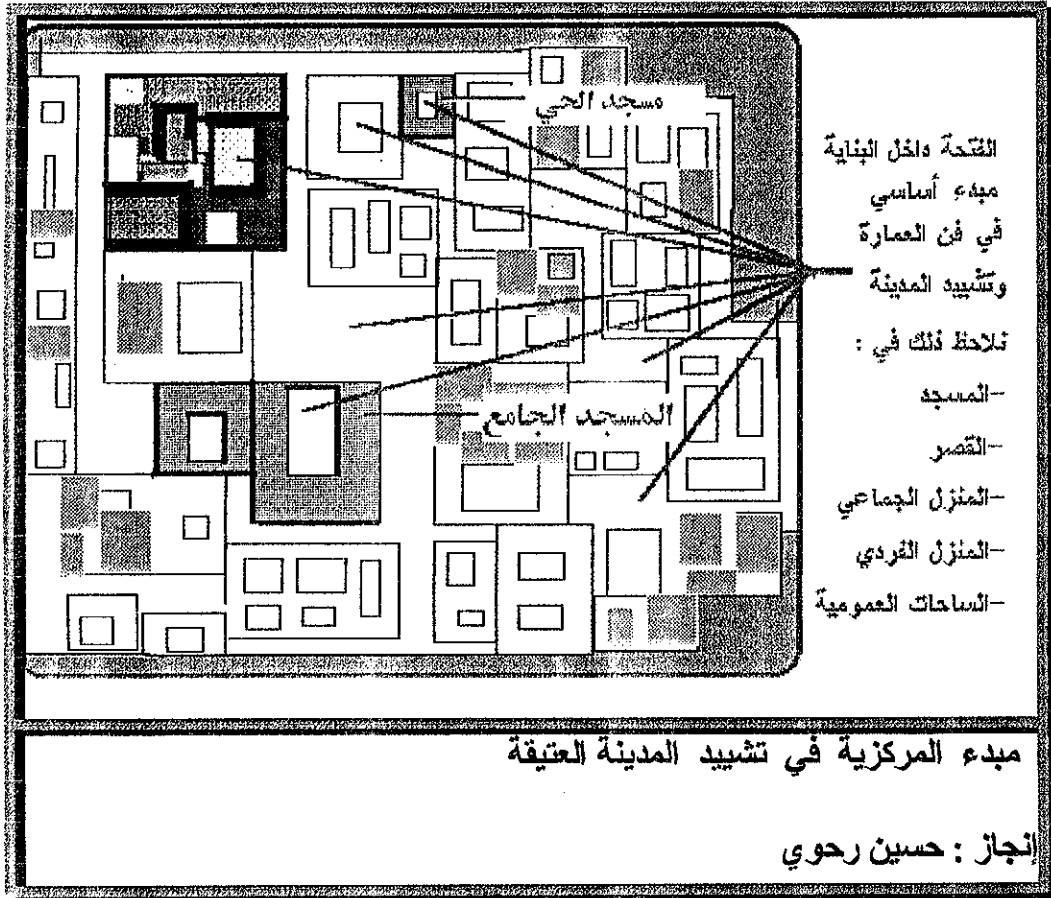 مسجد الحي
الفتحة داخل البناية
مبدء أساسي
في فن العمارة
وتشييد المدينة
نلاحظ ذلك في :
-المسجد
-القصر
-المنزل الجماعي
-المنزل الفردي
-الساحات العمومية
المسجد الجامع
مبدء المركزية في تشييد المدينة العتيقة
إنجاز : حسين رحوي